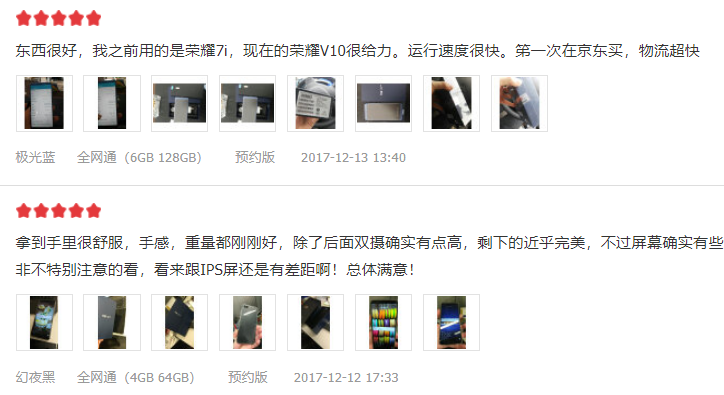 东西很好，我之前用的是荣耀7i，现在的荣耀V10很给力。运行速度很快。第一次在京东买，物流超快
极光蓝 全网通（6GB 128GB） 预约版 2017-12-13 13:40
拿到手里很舒服，手感，重量都刚刚好，除了后面双摄确实有点高，剩下的近乎完美，不过屏幕确实有些
非不特别注意的看，看来跟IPS屏还是有差距啊！总体满意！
幻夜黑 全网通（4GB 64GB） 预约版 2017-12-12 17:33